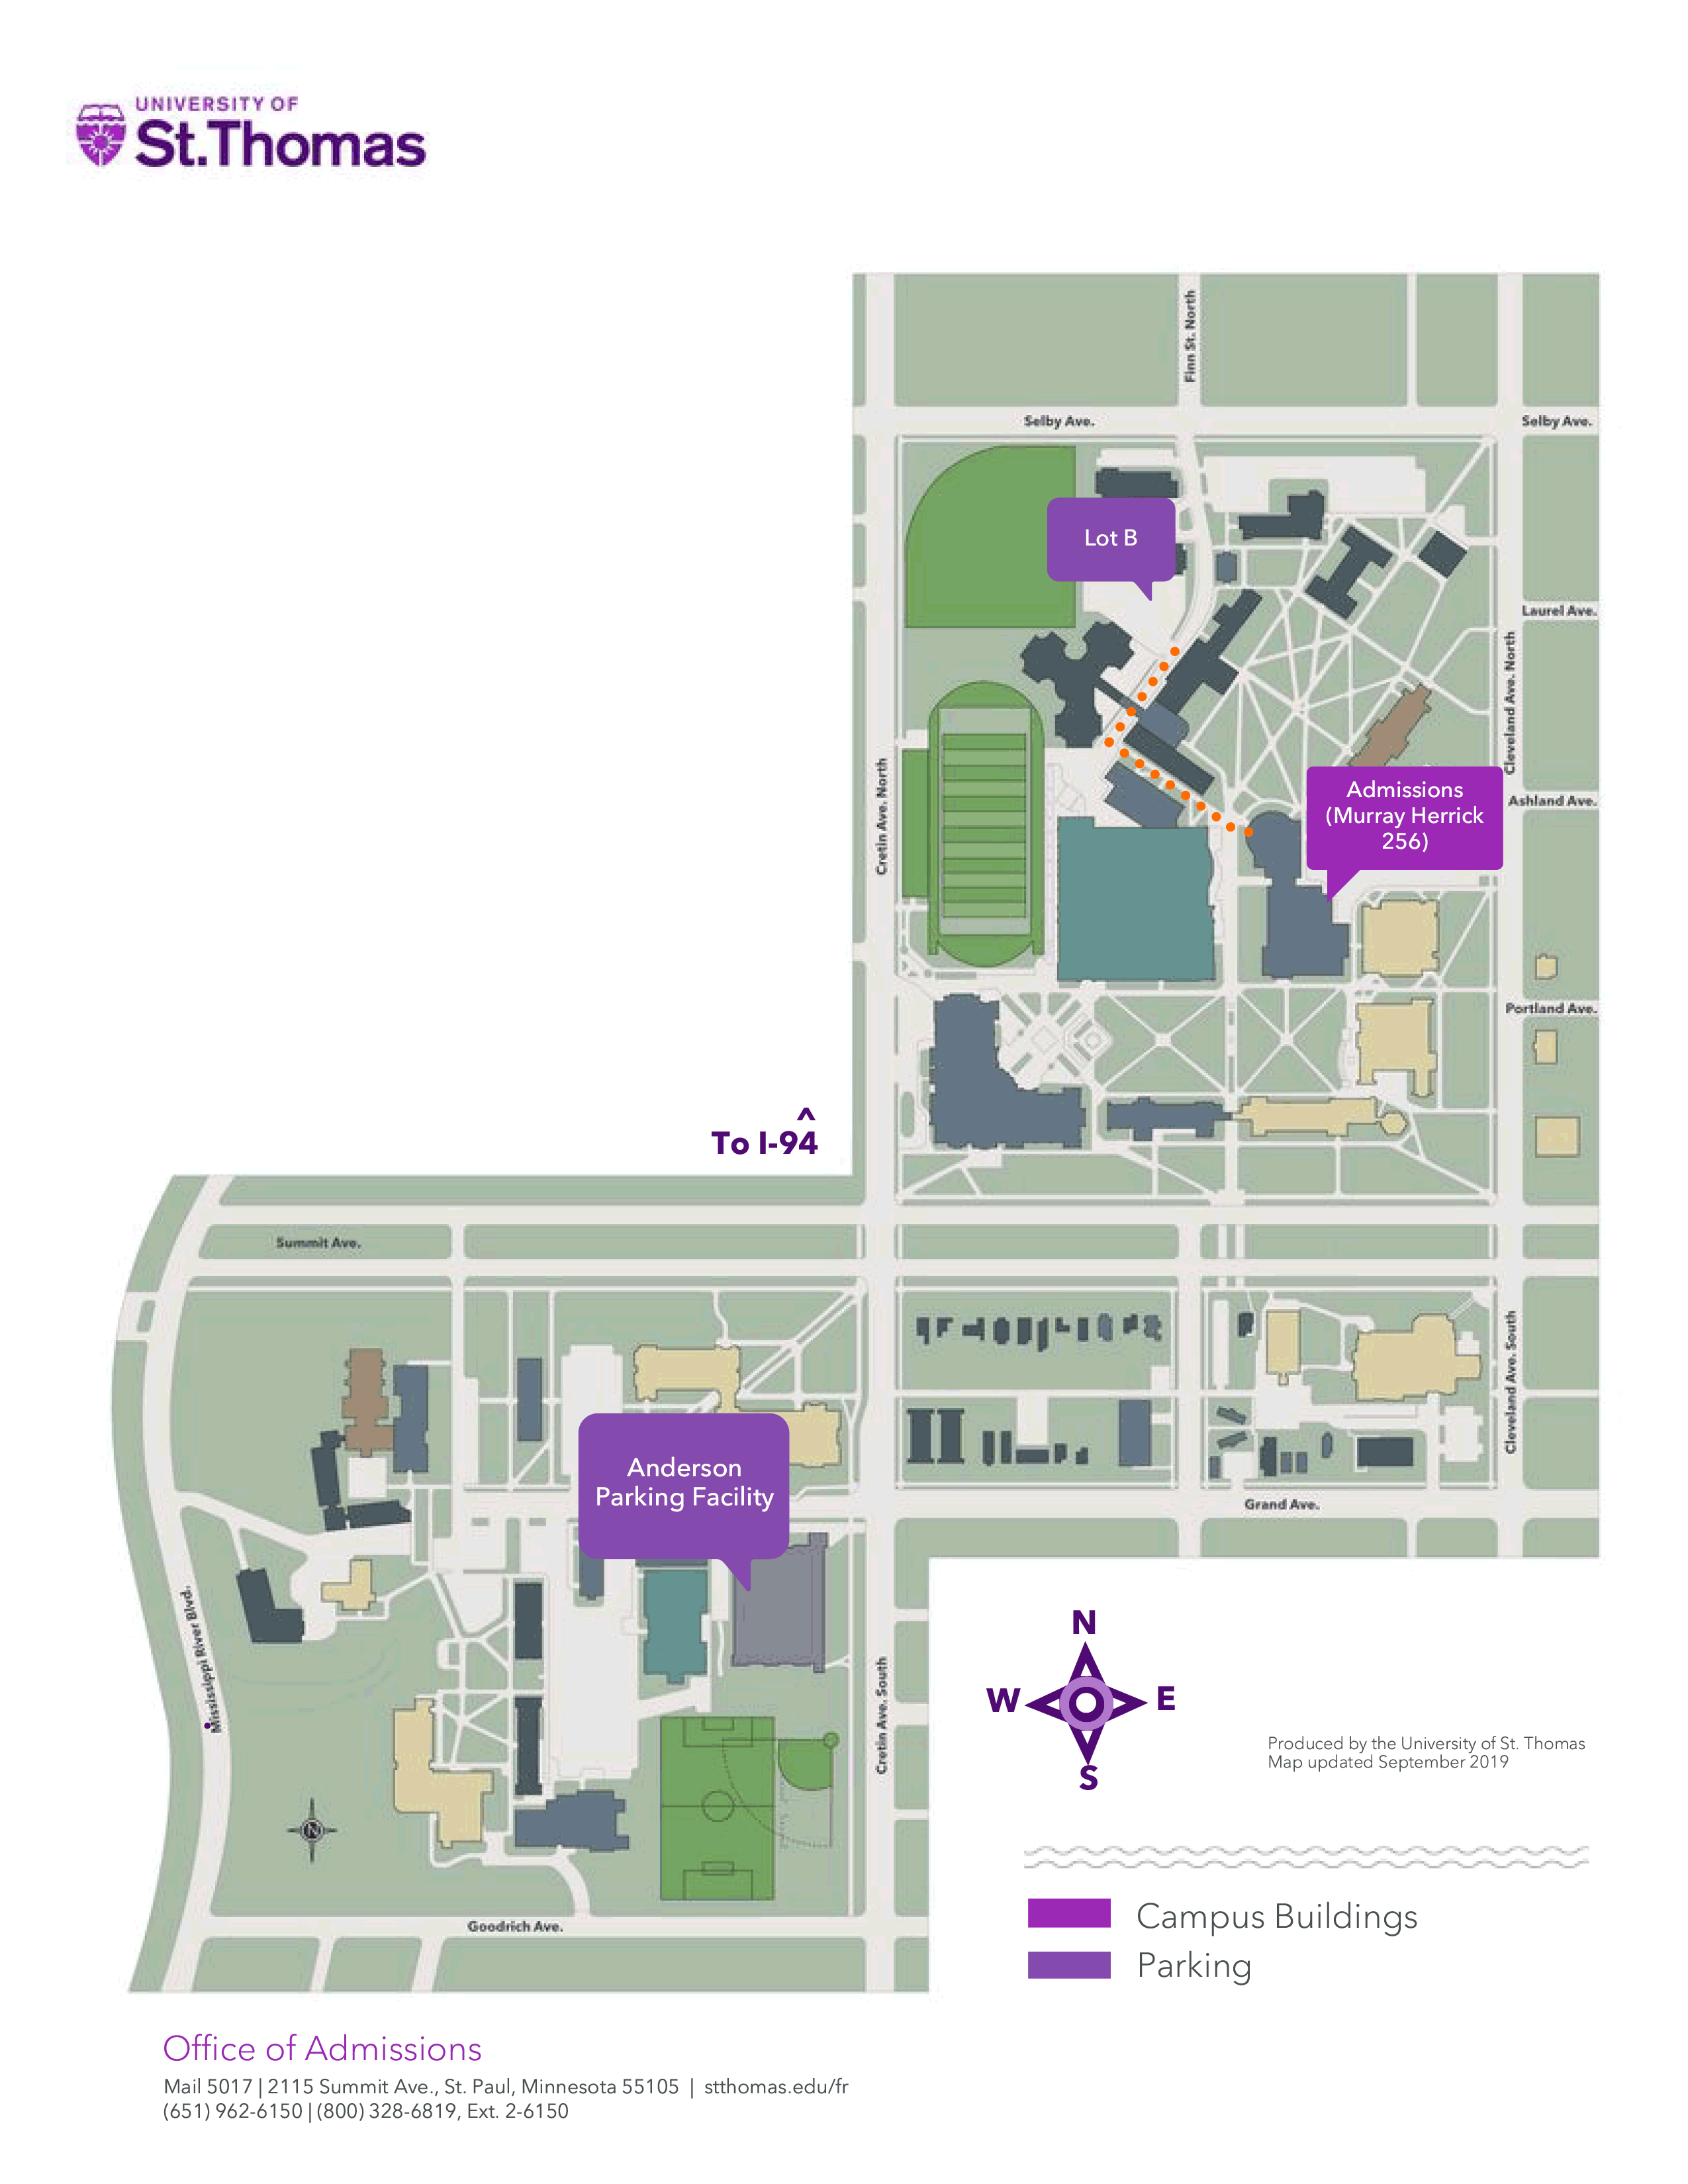 UNIVERSITY OF
St.Thomas
Finn St. North
Selby Ave.
Selby Ave.
Lot B
Laurel Ave.
Cleveland Ave. North
Admissions
(Murray Herrick
256)
Ashland Ave.
Cretin Ave. North
Portland Ave.
^
To I-94
Summit Ave.
Cleveland Ave. South
Anderson
Parking Facility
Grand Ave.
Mississippi River Blvd.
Cretin Ave. South
N
W
E
S
Produced by the University of St. Thomas
Map updated September 2019
N
Campus Buildings
Goodrich Ave.
Parking
Office of Admissions
Mail 5017 | 2115 Summit Ave., St. Paul, Minnesota 55105 | stthomas.edu/fr
(651) 962-6150 | (800) 328-6819, Ext. 2-6150